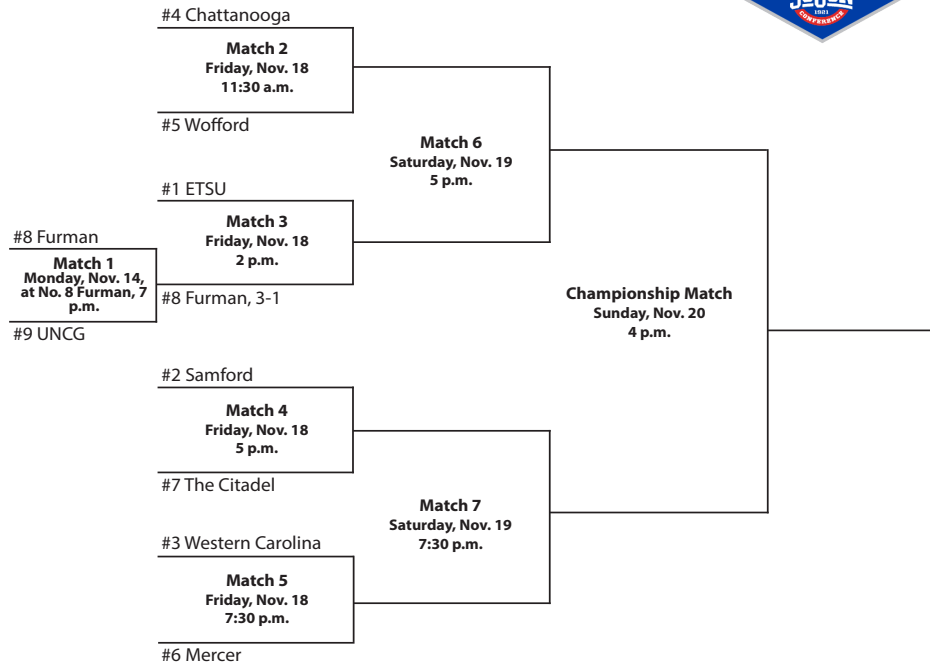 #4 Chattanooga
Match 2
Friday, Nov. 18
11:30 a.m.
#5 Wofford
Match 6
Saturday, Nov. 19
5 p.m.
#1 ETSU
Match 3
Friday, Nov. 18
2 p.m.
#8 Furman, 3-1
#8 Furman
Match 1
Monday, Nov. 14,
at No. 8 Furman, 7
p.m.
#9 UNCG
Championship Match
Sunday, Nov. 20
4 p.m.
#2 Samford
Match 4
Friday, Nov. 18
5 p.m.
#7 The Citadel
Match 7
Saturday, Nov. 19
7:30 p.m.
#3 Western Carolina
Match 5
Friday, Nov. 18
7:30 p.m.
#6 Mercer
1921
CONFERENCE